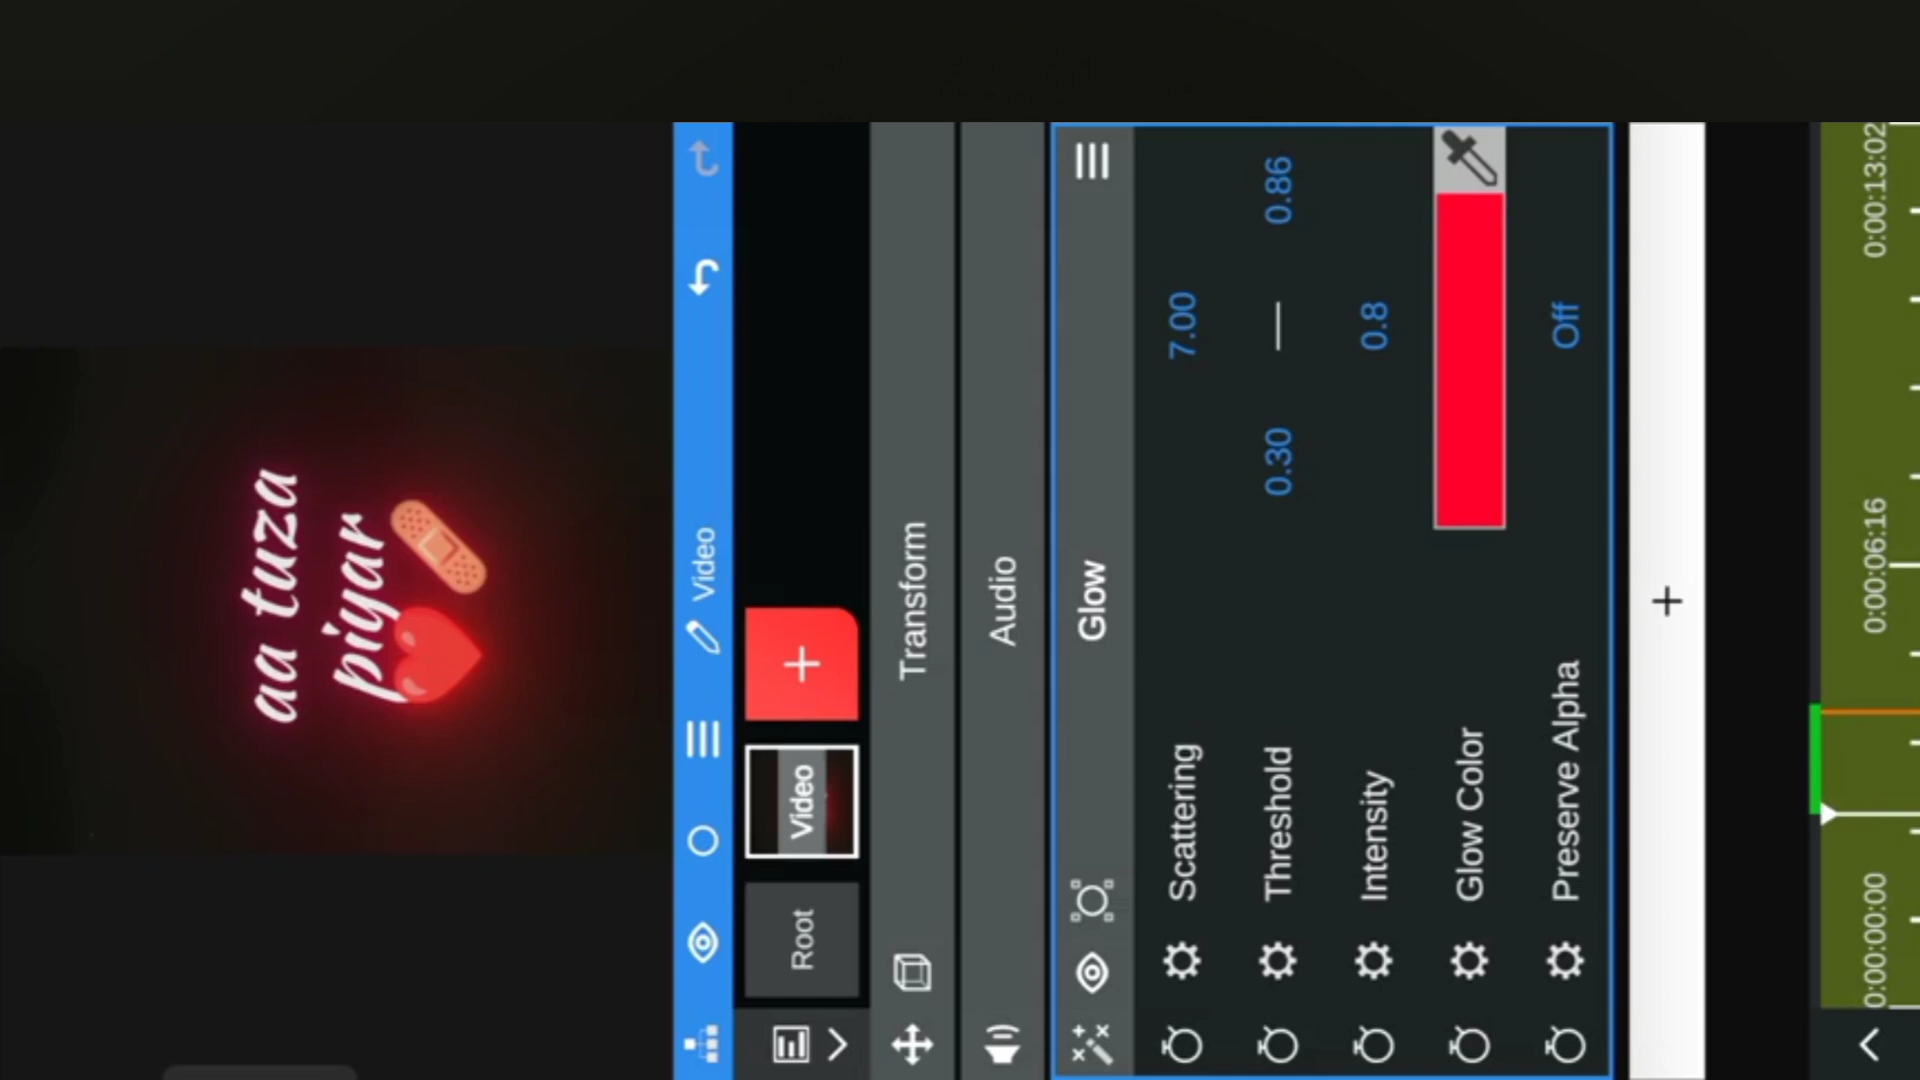 aa tuza
piyar
Video
Root
Video
Transform
Audio
Glow
Scattering 7.00
Threshold 0.30 — 0.86
Intensity 0.8
Glow Color
Preserve Alpha Off
+
0:00:00:00 0:00:06:16 0:00:13:02